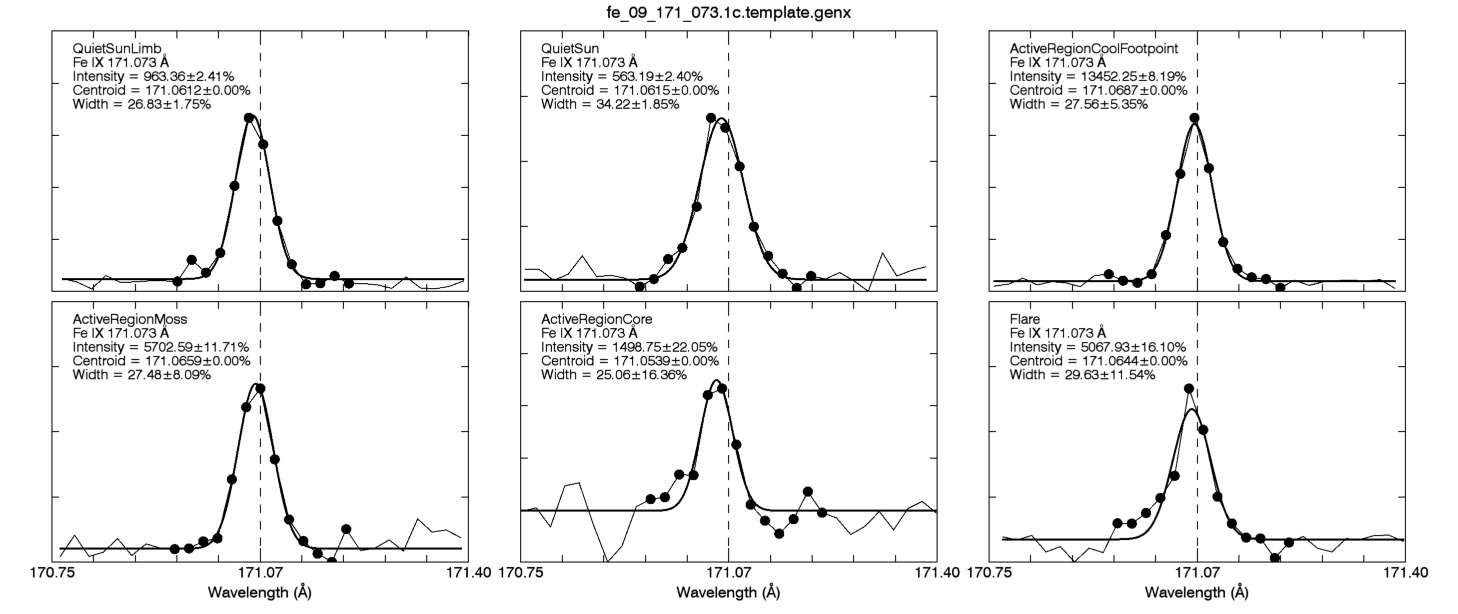 fe_09_171_073.1c.template.genx
QuietSunLimb
Fe IX 171.073 Å
Intensity = 963.36±2.41%
Centroid = 171.0612±0.00%
Width = 26.83±1.75%
QuietSun
Fe IX 171.073 Å
Intensity = 563.19±2.40%
Centroid = 171.0615±0.00%
Width = 34.22±1.85%
ActiveRegionCoolFootpoint
Fe IX 171.073 Å
Intensity = 13452.25±8.19%
Centroid = 171.0687±0.00%
Width = 27.56±5.35%
ActiveRegionMoss
Fe IX 171.073 Å
Intensity = 5702.59±11.71%
Centroid = 171.0659±0.00%
Width = 27.48±8.09%
ActiveRegionCore
Fe IX 171.073 Å
Intensity = 1498.75±22.05%
Centroid = 171.0539±0.00%
Width = 25.06±16.36%
Flare
Fe IX 171.073 Å
Intensity = 5067.93±16.10%
Centroid = 171.0644±0.00%
Width = 29.63±11.54%
170.75 171.07 171.40
Wavelength (Å)
170.75 171.07 171.40
Wavelength (Å)
170.75 171.07 171.40
Wavelength (Å)